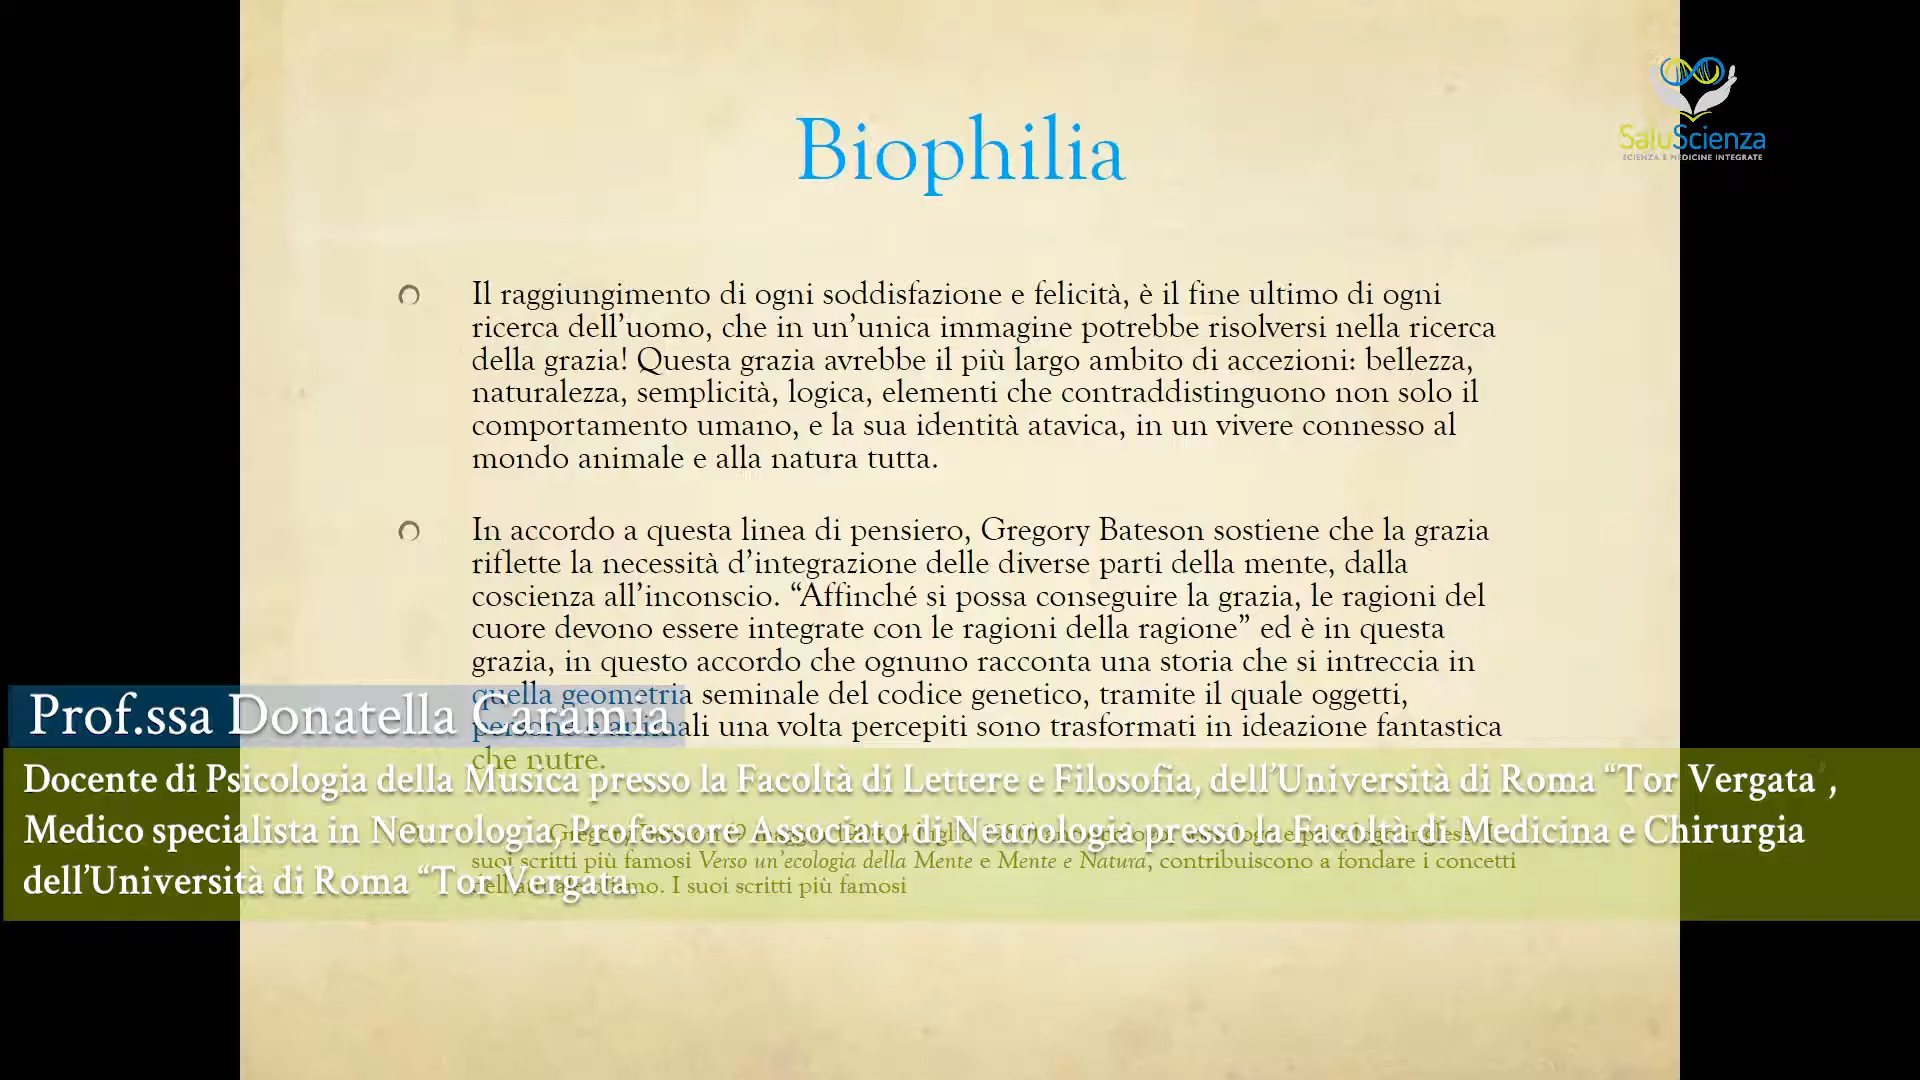 Biophilia
SaluScienza
SCIENZA E MEDICINE INTEGRATE
Il raggiungimento di ogni soddisfazione e felicità, è il fine ultimo di ogni
ricerca dell’uomo, che in un’unica immagine potrebbe risolversi nella ricerca
della grazia! Questa grazia avrebbe il più largo ambito di accezioni: bellezza,
naturalezza, semplicità, logica, elementi che contraddistinguono non solo il
comportamento umano, e la sua identità atavica, in un vivere connesso al
mondo animale e alla natura tutta.
In accordo a questa linea di pensiero, Gregory Bateson sostiene che la grazia
riflette la necessità d’integrazione delle diverse parti della mente, dalla
coscienza all’inconscio. “Affinché si possa conseguire la grazia, le ragioni del
cuore devono essere integrate con le ragioni della ragione” ed è in questa
grazia, in questo accordo che ognuno racconta una storia che si intreccia in
quella geometria seminale del codice genetico, tramite il quale oggetti,
persone e animali una volta percepiti sono trasformati in ideazione fantastica
che nutre.
Gregory Bateson
suoi scritti più famosi Verso un’ecologia della Mente e Mente e Natura, contribuiscono a fondare i concetti
I suoi scritti più famosi
Prof.ssa Donatella Caramia
Docente di Psicologia della Musica presso la Facoltà di Lettere e Filosofia, dell’Università di Roma “Tor Vergata”,
Medico specialista in Neurologia, Professore Associato di Neurologia presso la Facoltà di Medicina e Chirurgia
dell’Università di Roma “Tor Vergata.